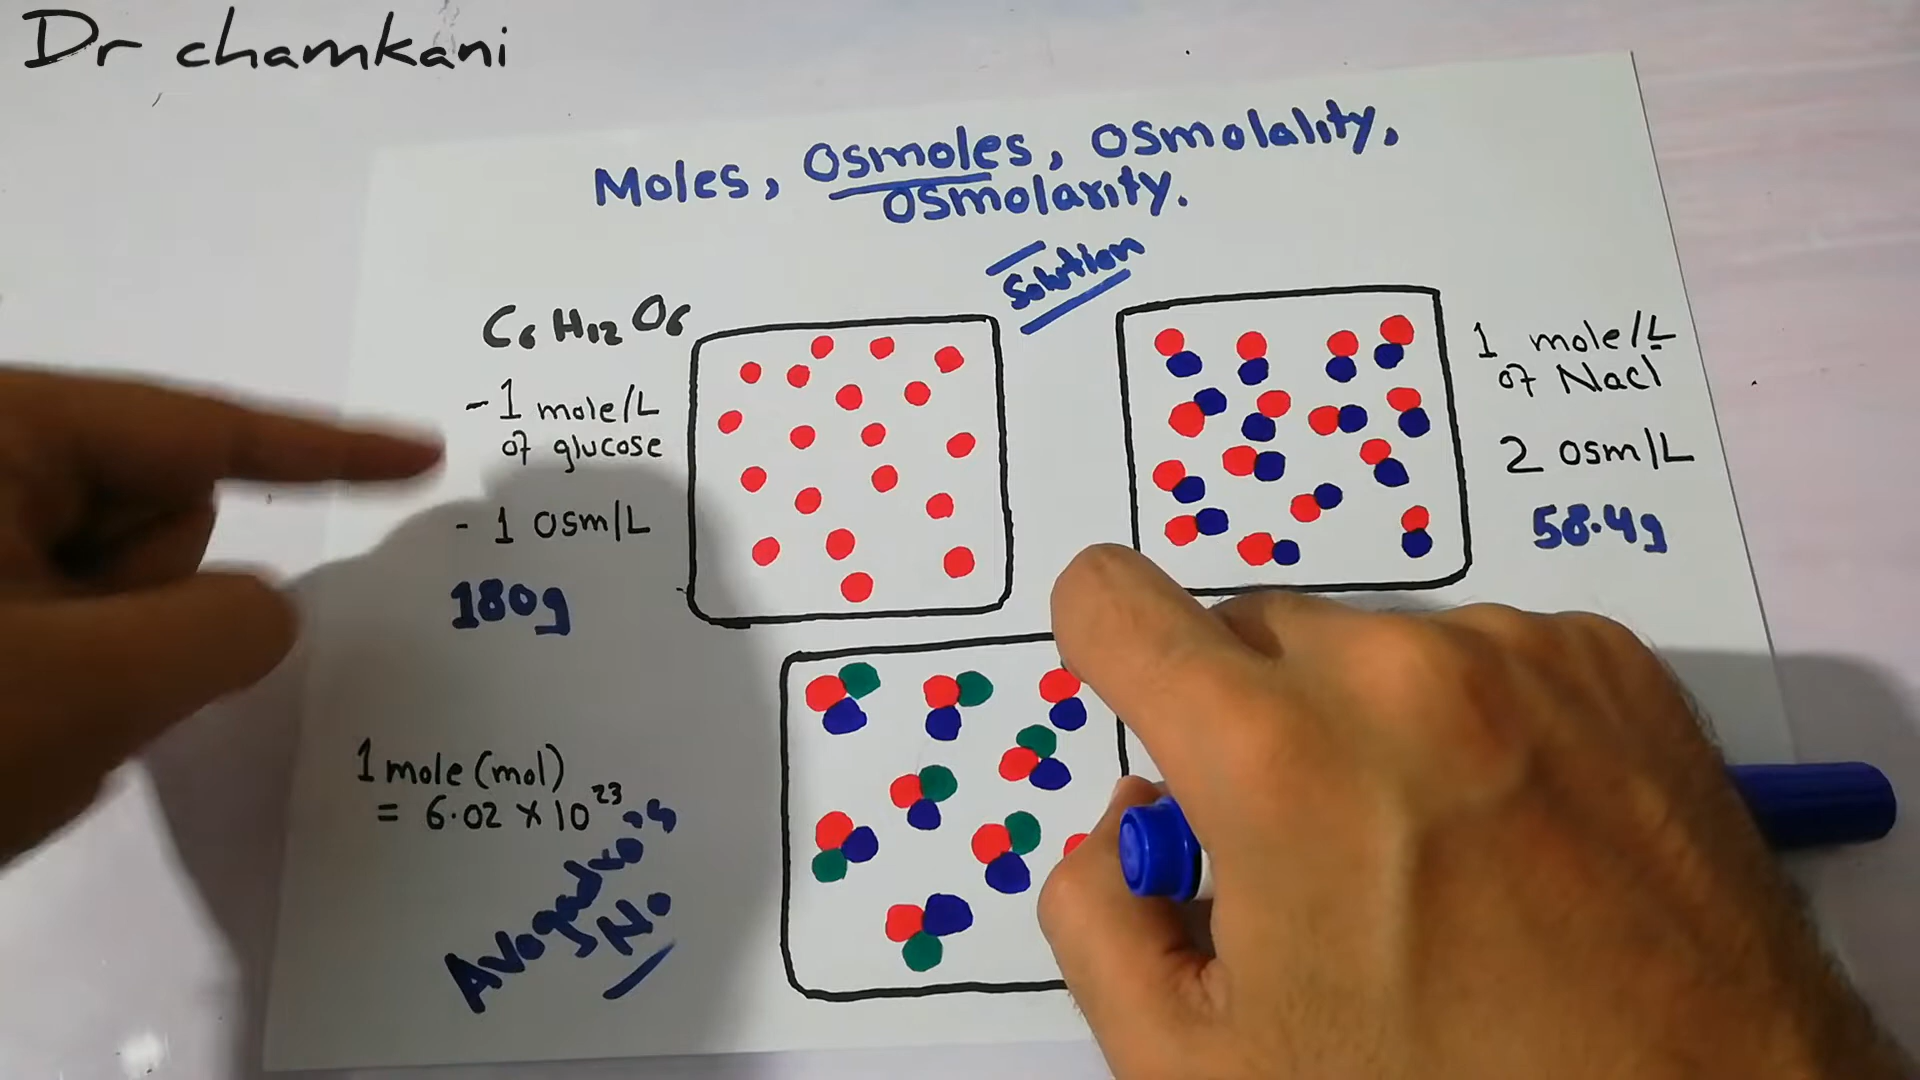 Dr chamkani
Moles, Osmoles, Osmolality,
Osmolarity.
Solution
C6 H12 O6
- 1 mole/L
of glucose
- 1 Osm/L
180g
1 mole/L
of Nacl
2 osm/L
58.4g
1 mole (mol)
= 6.02 × 10^23
Avogadro's
No